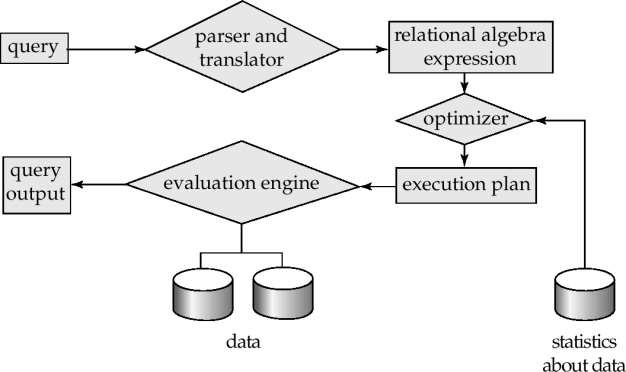 query
parser and
translator
relational algebra
expression
optimizer
query
output
evaluation engine
execution plan
data
statistics
about data